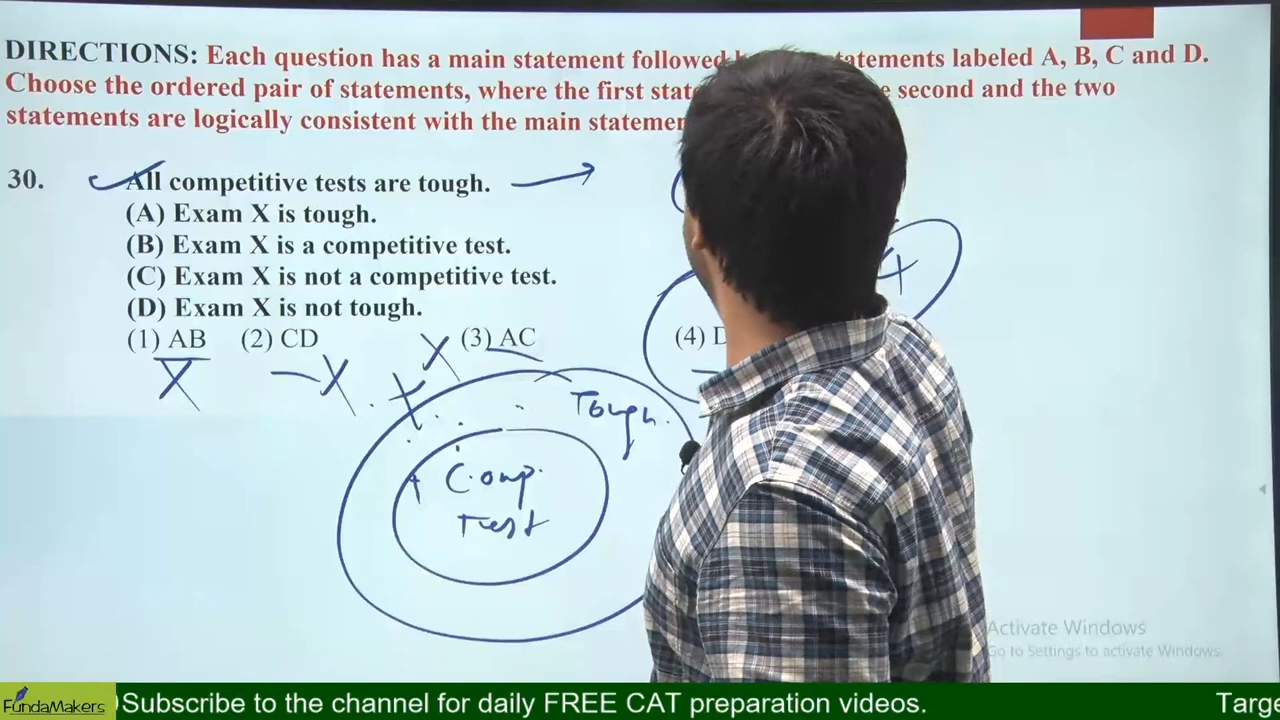 DIRECTIONS: Each question has a main statement followed statements labeled A, B, C and D.
Choose the ordered pair of statements, where the first second and the two
statements are logically consistent with the main
30. All competitive tests are tough.
(A) Exam X is tough.
(B) Exam X is a competitive test.
(C) Exam X is not a competitive test.
(D) Exam X is not tough.
(1) AB (2) CD (3) AC (4)
X X X X
4
Tough.
Comp.
Test
Activate Windows
Go to Settings to activate Windows.
FUNDAMAKERS
Subscribe to the channel for daily FREE CAT preparation videos.